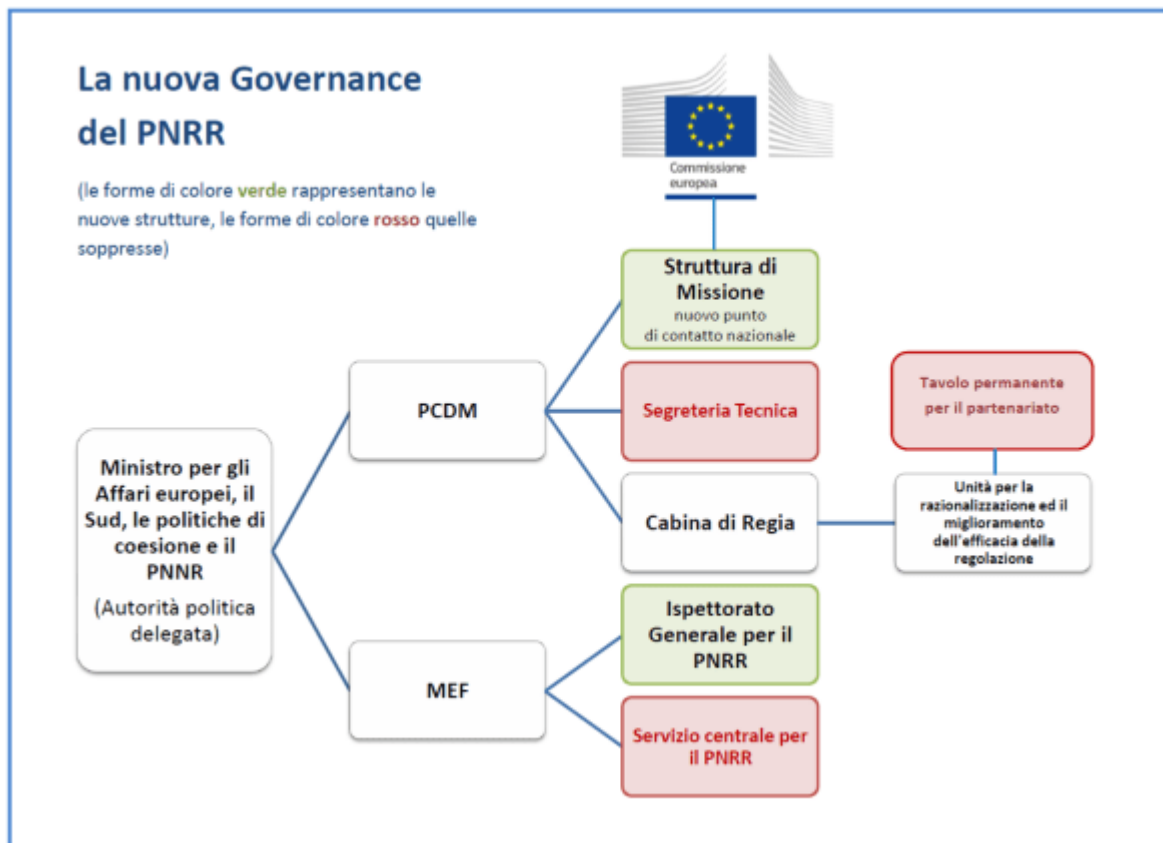 La nuova Governance
del PNRR
(le forme di colore verde rappresentano le
nuove strutture, le forme di colore rosso quelle
soppresse)
Commissione
europea
Struttura di
Missione
nuovo punto
di contatto nazionale
PCDM
Segreteria Tecnica
Tavolo permanente
per il partenariato
Ministro per gli
Affari europei, il
Sud, le politiche di
coesione e il
PNNR
(Autorità politica
delegata)
Cabina di Regia
Unità per la
razionalizzazione ed il
miglioramento
dell'efficacia della
regolazione
Ispettorato
Generale per il
PNRR
MEF
Servizio centrale per
il PNRR